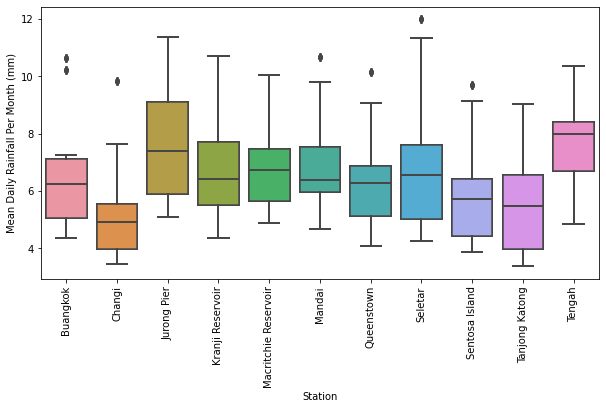 Mean Daily Rainfall Per Month (mm)
12
10
8
6
4
Buangkok
Changi
Jurong Pier
Kranji Reservoir
Macritchie Reservoir
Mandai
Queenstown
Seletar
Sentosa Island
Tanjong Katong
Tengah
Station